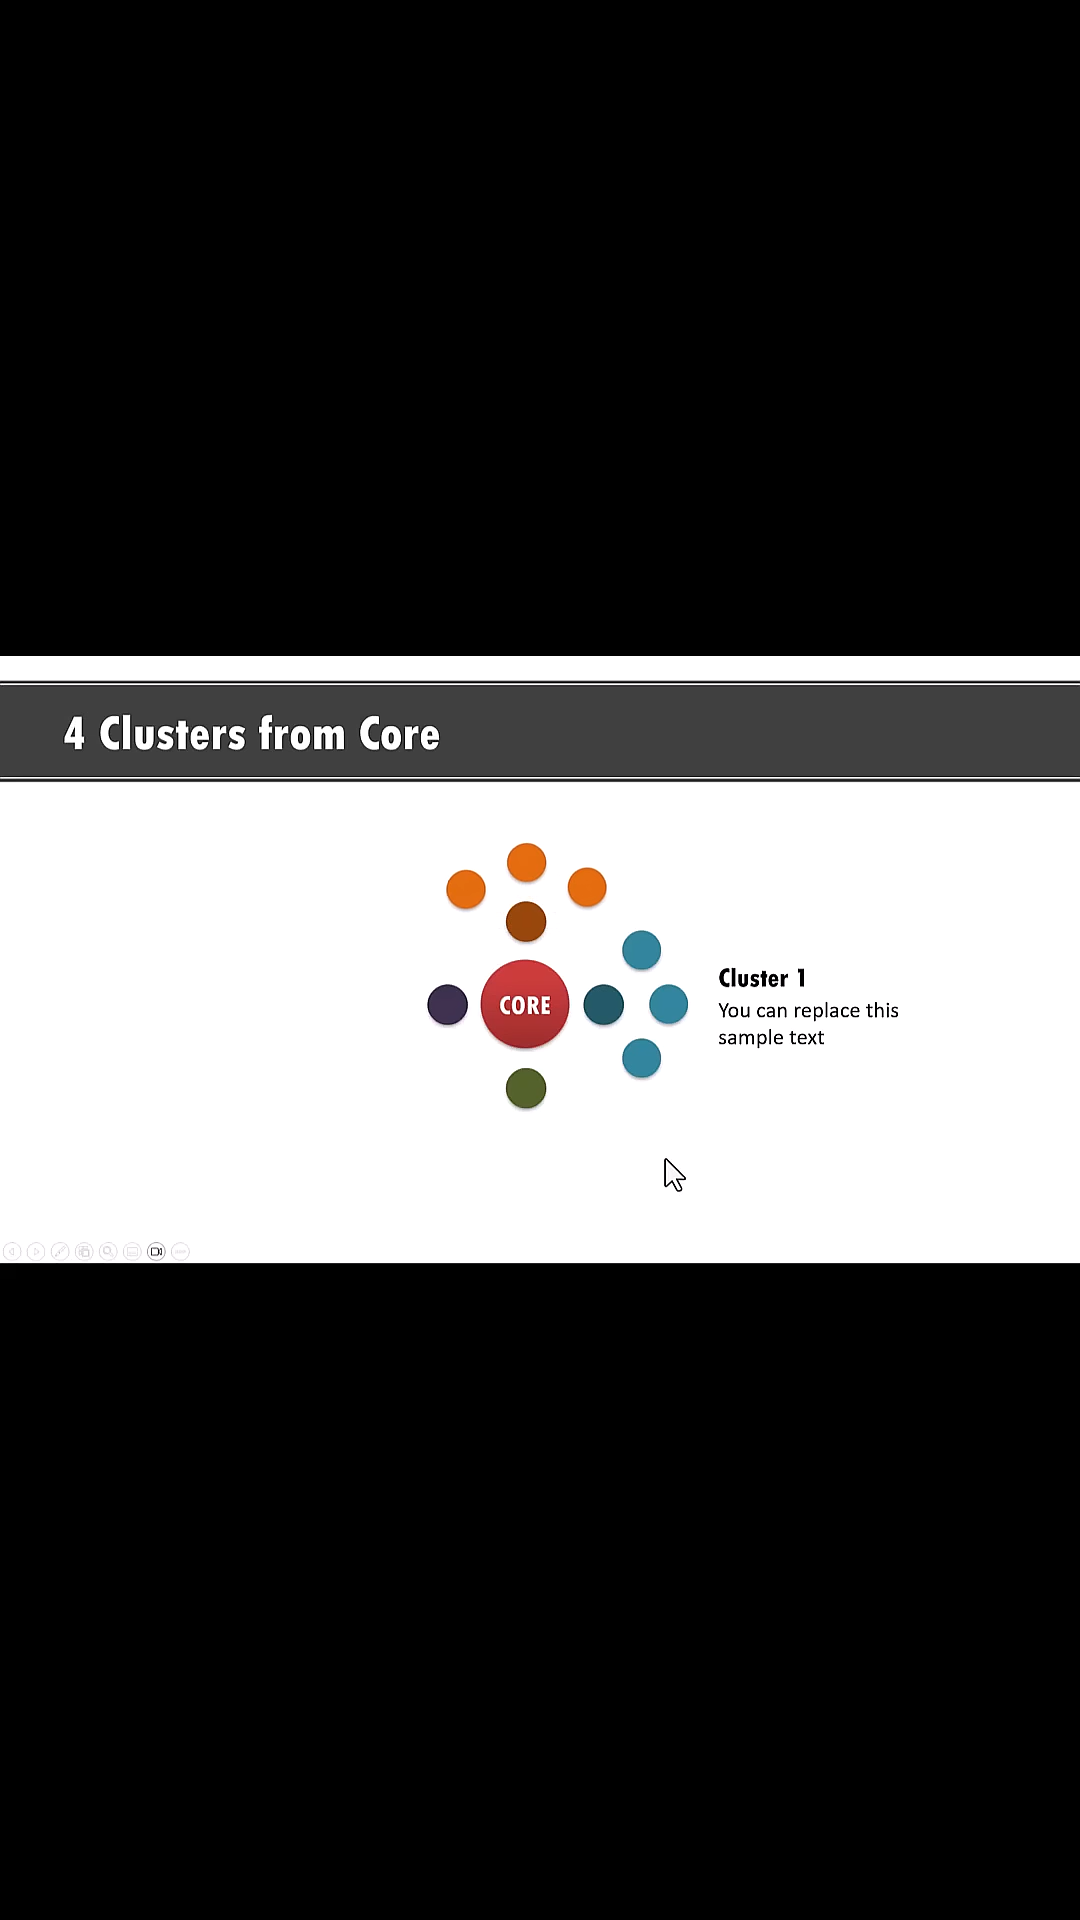 4 Clusters from Core
CORE
Cluster 1
You can replace this
sample text